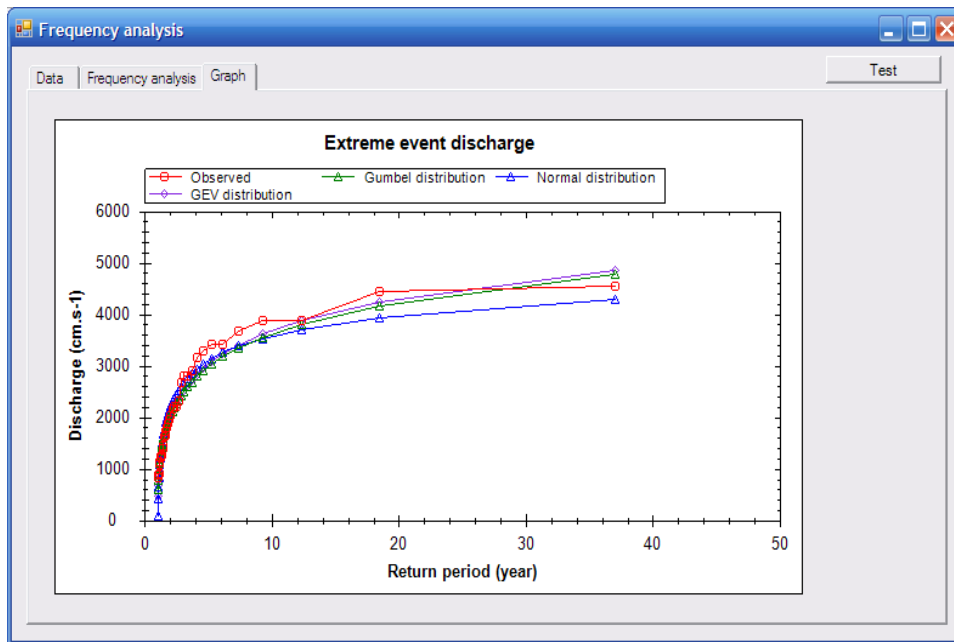 Frequency analysis
Data Frequency analysis Graph Test
Extreme event discharge
Observed Gumbel distribution Normal distribution
GEV distribution
6000
5000
4000
3000
2000
1000
0
Discharge (cm.s-1)
0 10 20 30 40 50
Return period (year)